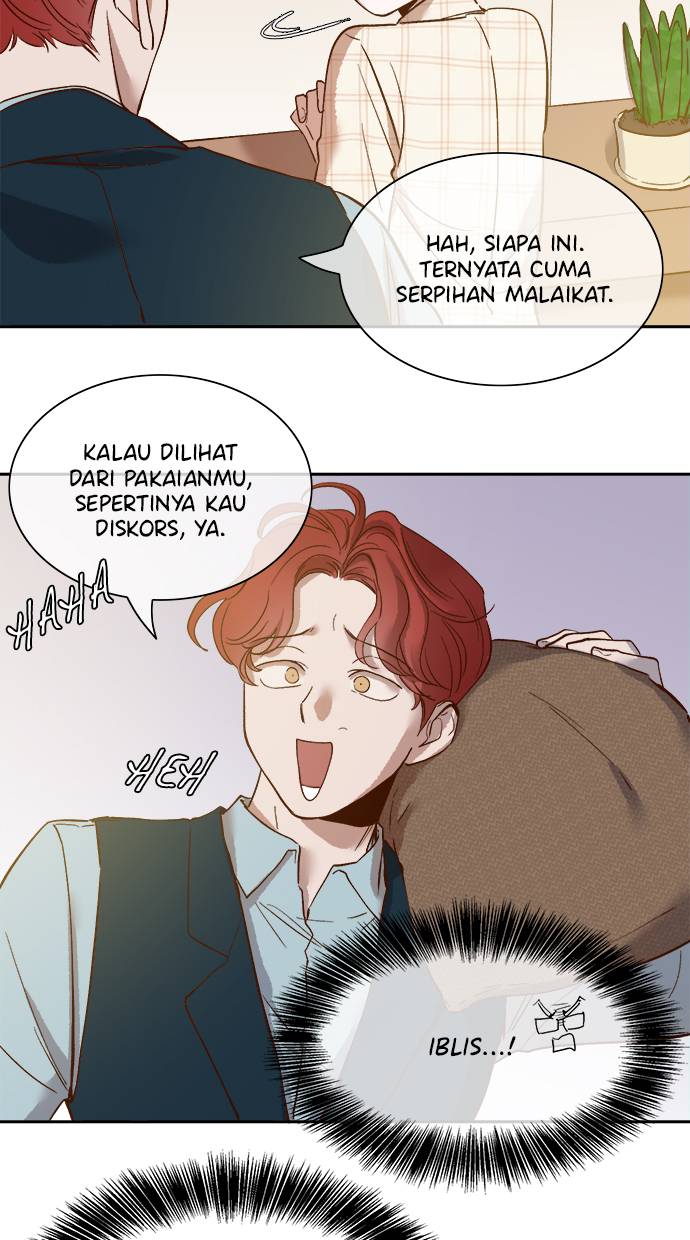 HAH, SIAPA INI.
TERNYATA CUMA
SERPIHAN MALAIKAT.
KALAU DILIHAT
DARI PAKAIANMU,
SEPERTINYA KAU
DISKORS, YA.
HAHA
HEH
IBLIS...!